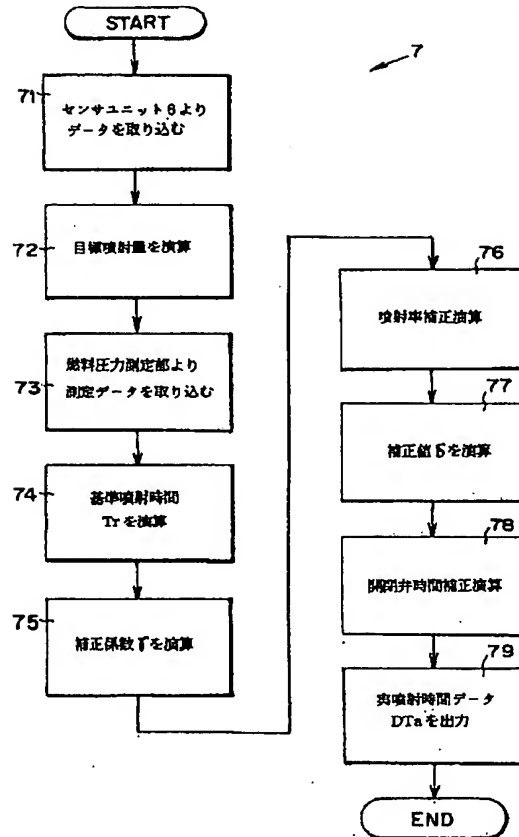 START
7
71
センサユニット6より
データを取り込む
72
目標噴射量を演算
73
燃料圧力測定部より
測定データを取り込む
74
基準噴射時間
Trを演算
75
補正係数γを演算
76
噴射率補正演算
77
補正値δを演算
78
開閉弁時間補正演算
79
実噴射時間データ
DTaを出力
END